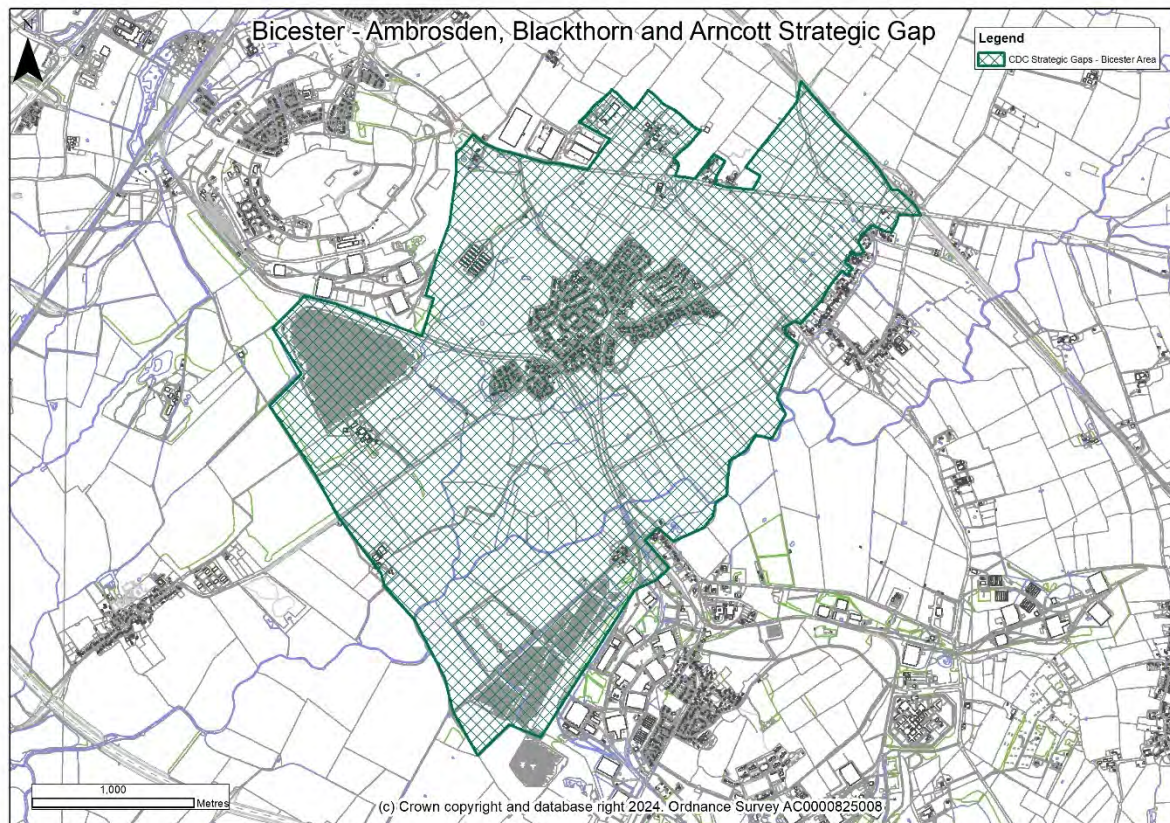 Bicester - Ambrosden, Blackthorn and Arncott Strategic Gap
N
Legend
CDC Strategic Gaps - Bicester Area
1,000
Metres
(c) Crown copyright and database right 2024. Ordnance Survey AC0000825008